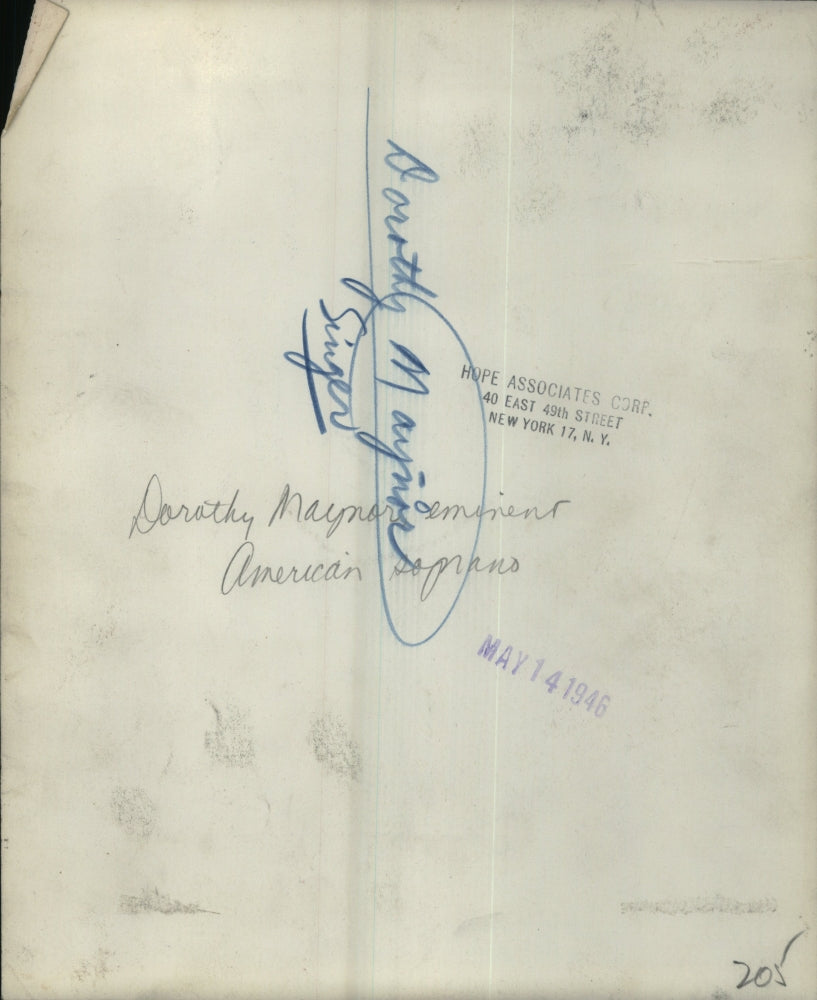 Dorothy Maynor
Singer
HOPE ASSOCIATES CORP.
40 EAST 49th STREET
NEW YORK 17, N. Y.
Dorothy Maynor eminent
American soprano
MAY 14 1946
205